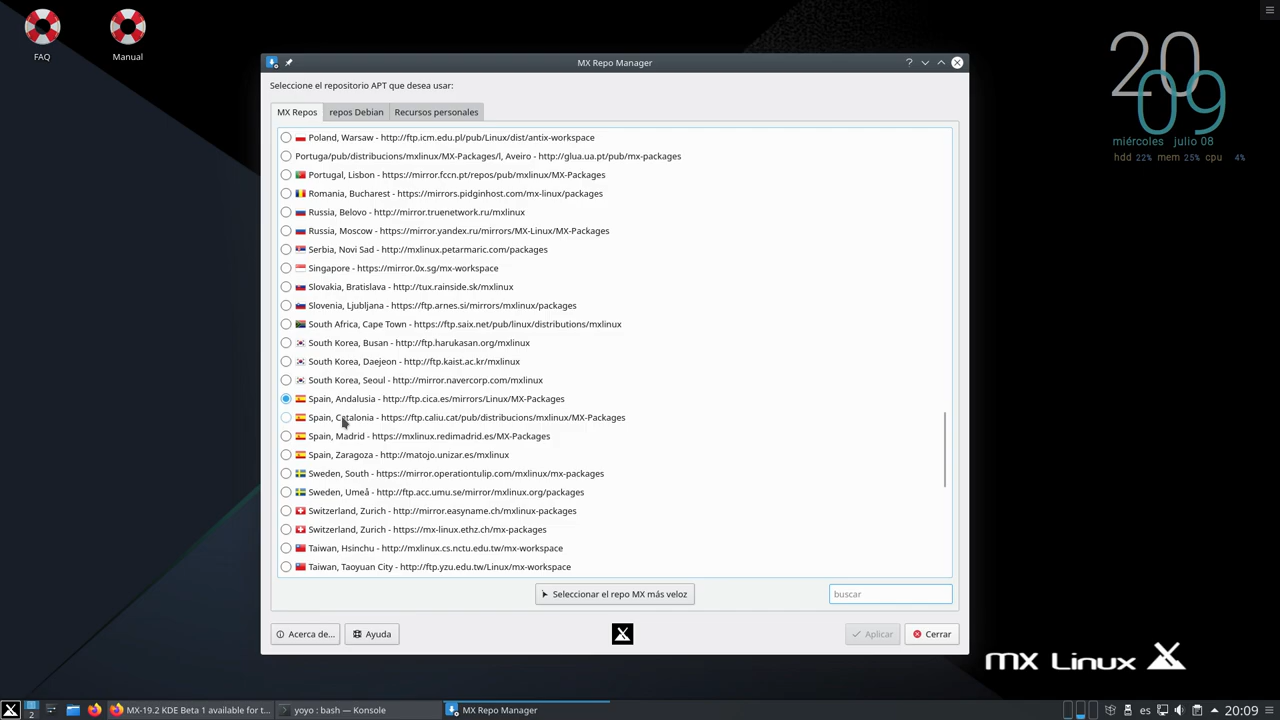 FAQ
Manual
20
09
miércoles julio 08
hdd 22% mem 25% cpu 4%
MX Repo Manager
Seleccione el repositorio APT que desea usar:
MX Repos
repos Debian
Recursos personales
Poland, Warsaw - http://ftp.icm.edu.pl/pub/Linux/dist/antix-workspace
Portuga/pub/distribucions/mxlinux/MX-Packages/l, Aveiro - http://glua.ua.pt/pub/mx-packages
Portugal, Lisbon - https://mirror.fccn.pt/repos/pub/mxlinux/MX-Packages
Romania, Bucharest - https://mirrors.pidginhost.com/mx-linux/packages
Russia, Belovo - http://mirror.truenetwork.ru/mxlinux
Russia, Moscow - https://mirror.yandex.ru/mirrors/MX-Linux/MX-Packages
Serbia, Novi Sad - http://mxlinux.petarmaric.com/packages
Singapore - https://mirror.0x.sg/mx-workspace
Slovakia, Bratislava - http://tux.rainside.sk/mxlinux
Slovenia, Ljubljana - https://ftp.arnes.si/mirrors/mxlinux/packages
South Africa, Cape Town - https://ftp.saix.net/pub/linux/distributions/mxlinux
South Korea, Busan - http://ftp.harukasan.org/mxlinux
South Korea, Daejeon - http://ftp.kaist.ac.kr/mxlinux
South Korea, Seoul - http://mirror.navercorp.com/mxlinux
Spain, Andalusia - http://ftp.cica.es/mirrors/Linux/MX-Packages
Spain, Catalonia - https://ftp.caliu.cat/pub/distribucions/mxlinux/MX-Packages
Spain, Madrid - https://mxlinux.redimadrid.es/MX-Packages
Spain, Zaragoza - http://matojo.unizar.es/mxlinux
Sweden, South - https://mirror.operationtulip.com/mxlinux/mx-packages
Sweden, Umeå - http://ftp.acc.umu.se/mirror/mxlinux.org/packages
Switzerland, Zurich - http://mirror.easyname.ch/mxlinux-packages
Switzerland, Zurich - https://mx-linux.ethz.ch/mx-packages
Taiwan, Hsinchu - http://mxlinux.cs.nctu.edu.tw/mx-workspace
Taiwan, Taoyuan City - http://ftp.yzu.edu.tw/Linux/mx-workspace
Seleccionar el repo MX más veloz
buscar
Acerca de...
Ayuda
Aplicar
Cerrar
MX Linux
2
MX-19.2 KDE Beta 1 available for t...
yoyo : bash — Konsole
MX Repo Manager
es
20:09